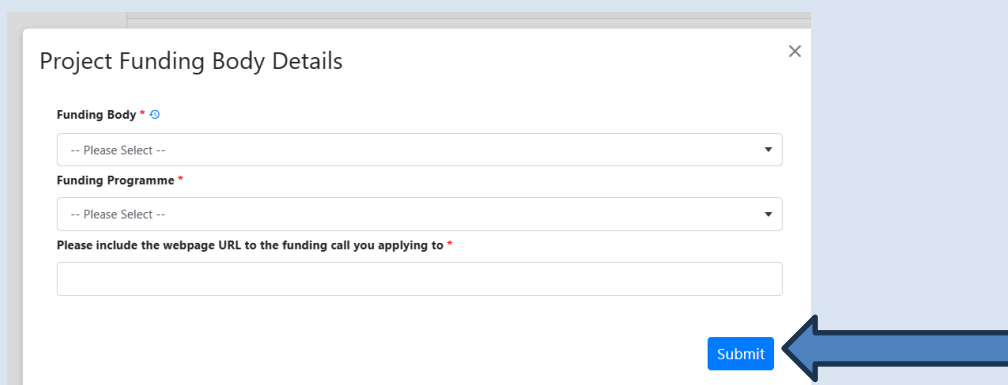 Project Funding Body Details
Funding Body *
-- Please Select --
Funding Programme *
-- Please Select --
Please include the webpage URL to the funding call you applying to *
Submit